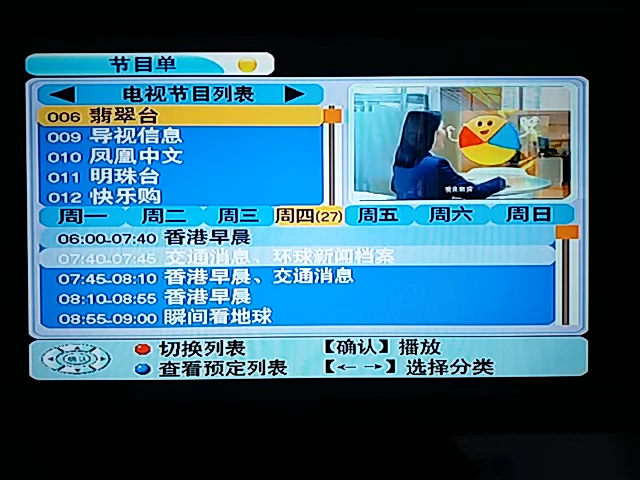 节目单
电视节目列表
006 翡翠台
009 导视信息
010 凤凰中文
011 明珠台
012 快乐购
周一 周二 周三 周四(27) 周五 周六 周日
06:00-07:40 香港早晨
07:40-07:45 交通消息、环球新闻档案
07:45-08:10 香港早晨、交通消息
08:10-08:55 香港早晨
08:55-09:00 瞬间看地球
确认
切换列表 【确认】播放
查看预定列表 【← →】选择分类